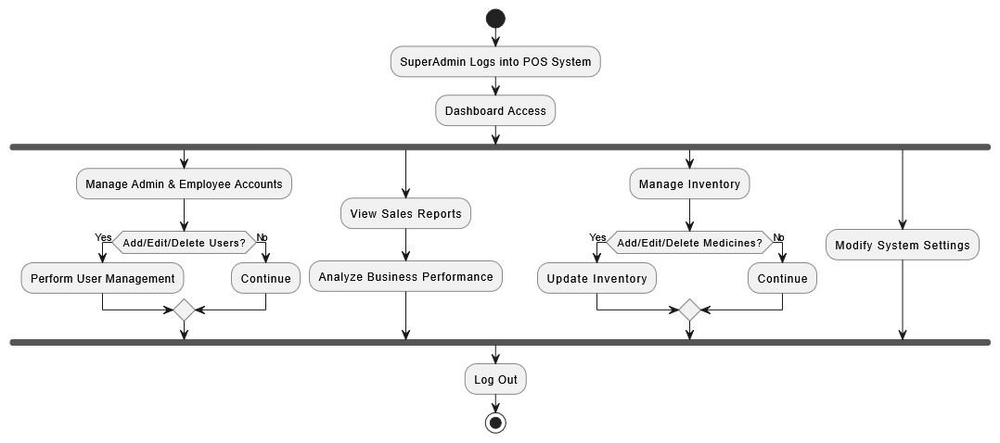 SuperAdmin Logs into POS System
Dashboard Access
Manage Admin & Employee Accounts
Yes
Add/Edit/Delete Users?
No
Perform User Management
Continue
View Sales Reports
Analyze Business Performance
Manage Inventory
Yes
Add/Edit/Delete Medicines?
No
Update Inventory
Continue
Modify System Settings
Log Out